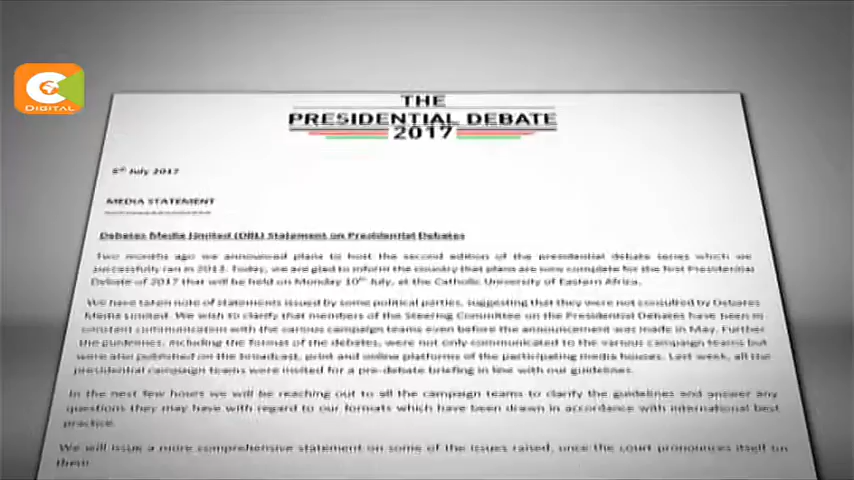 C
DIGITAL
THE
PRESIDENTIAL DEBATE
2017
5th July 2017
MEDIA STATEMENT
Debates Media Limited (DBL) Statement on Presidential Debates
Two months ago we announced plans to host the second edition of the presidential debate series which we
successfully ran in 2013. Today, we are glad to inform the country that plans are now complete for the first Presidential
Debate of 2017 that will be held on Monday 10th July, at the Catholic University of Eastern Africa.
We have taken note of statements issued by some political parties, suggesting that they were not consulted by Debates
Media Limited. We wish to clarify that members of the Steering Committee on the Presidential Debates have been in
constant communication with the various campaign teams even before the announcement was made in May. Further
the guidelines, including the format of the debates, were not only communicated to the various campaign teams but
were also published on the broadcast, print and online platforms of the participating media houses. Last week, all the
presidential campaign teams were invited for a pre-debate briefing in line with our guidelines.
In the next few hours we will be reaching out to all the campaign teams to clarify the guidelines and answer any
questions they may have with regard to our formats which have been drawn in accordance with international best
practice.
We will issue a more comprehensive statement on some of the issues raised, once the court pronounces itself on
them.